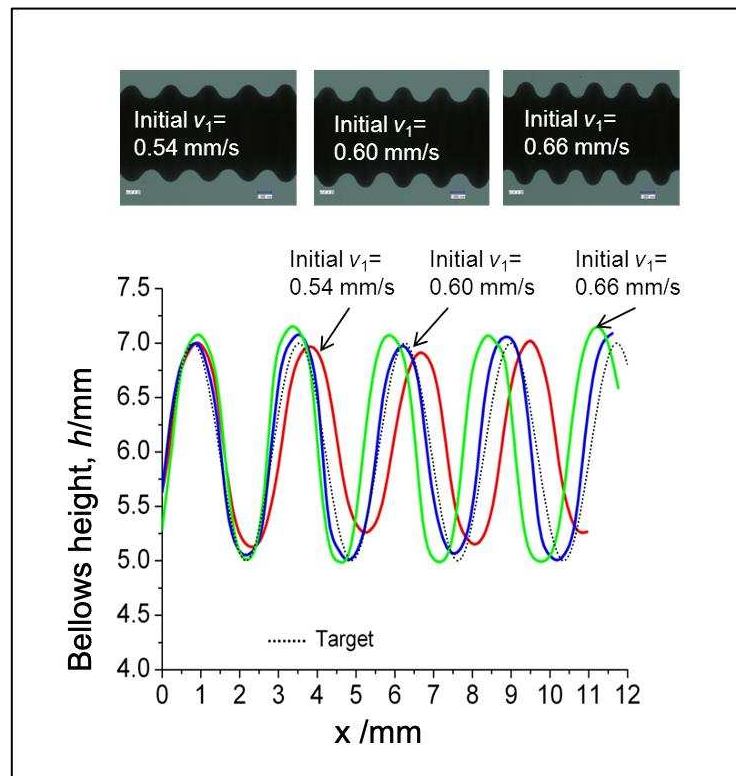 Initial v₁=
0.54 mm/s
Initial v₁=
0.60 mm/s
Initial v₁=
0.66 mm/s
Initial v₁=
0.54 mm/s
Initial v₁=
0.60 mm/s
Initial v₁=
0.66 mm/s
7.5
7.0
6.5
6.0
5.5
5.0
4.5
4.0
Bellows height, h/mm
Target
0 1 2 3 4 5 6 7 8 9 10 11 12
x /mm